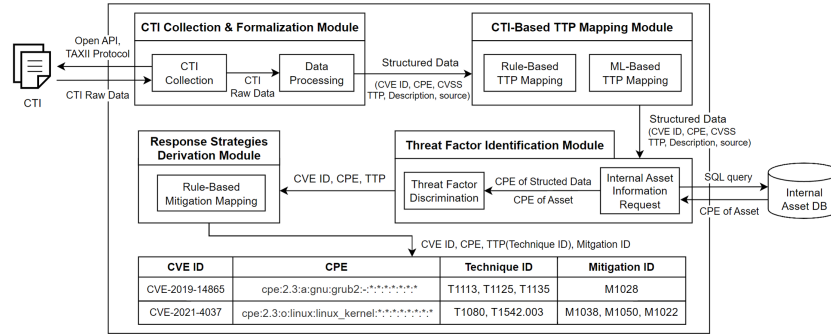 CTI Collection & Formalization Module
CTI-Based TTP Mapping Module
Open API,
TAXII Protocol
CTI
Collection
CTI
Raw Data
Data
Processing
Structured Data
(CVE ID, CPE, CVSS
TTP, Description, source)
Rule-Based
TTP Mapping
ML-Based
TTP Mapping
CTI Raw Data
CTI
Structured Data
(CVE ID, CPE, CVSS
TTP, Description, source)
Response Strategies
Derivation Module
Rule-Based
Mitigation Mapping
CVE ID, CPE, TTP
Threat Factor Identification Module
Threat Factor
Discrimination
CPE of Structed Data
CPE of Asset
Internal Asset
Information
Request
SQL query
CPE of Asset
Internal
Asset DB
CVE ID, CPE, TTP(Technique ID), Mitgation ID
CVE ID CPE Technique ID Mitigation ID
CVE-2019-14865 cpe:2.3:a:gnu:grub2:-:*:*:*:*:*:*:* T1113, T1125, T1135 M1028
CVE-2021-4037 cpe:2.3:o:linux:linux_kernel:*:*:*:*:*:*:*:* T1080, T1542.003 M1038, M1050, M1022